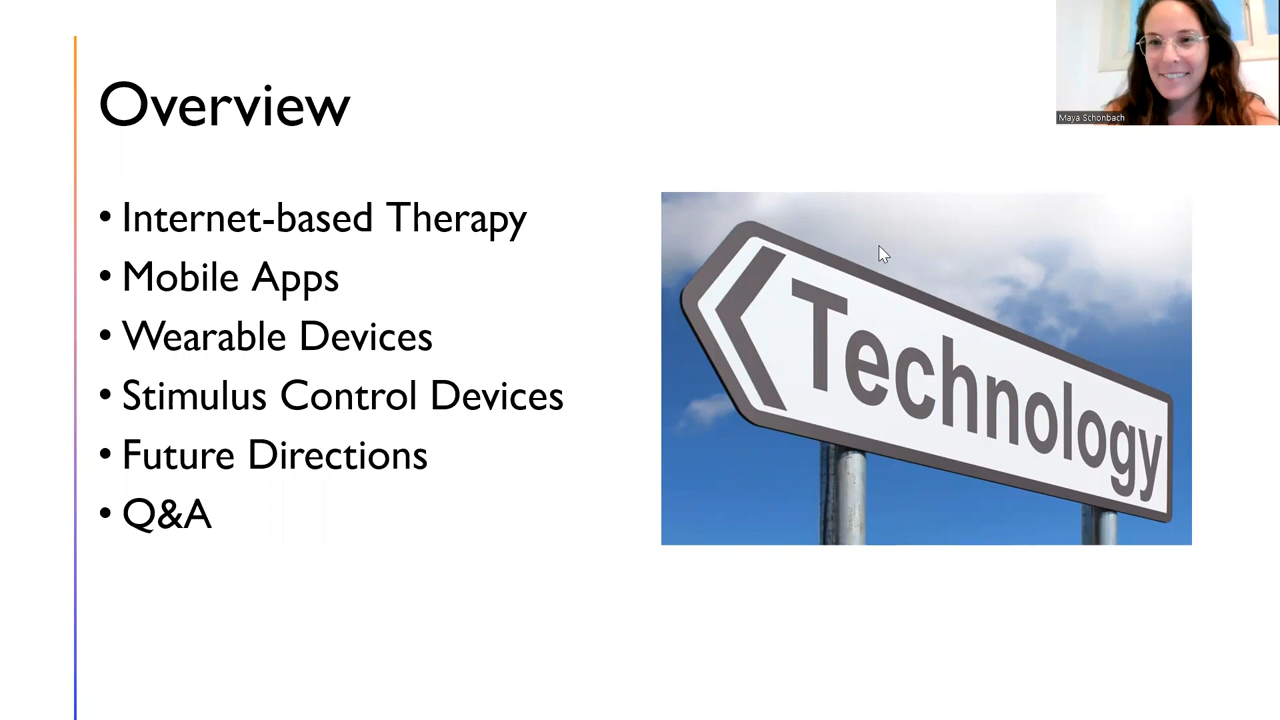 Overview
• Internet-based Therapy
• Mobile Apps
• Wearable Devices
• Stimulus Control Devices
• Future Directions
• Q&A
Technology
Maya Schonbach